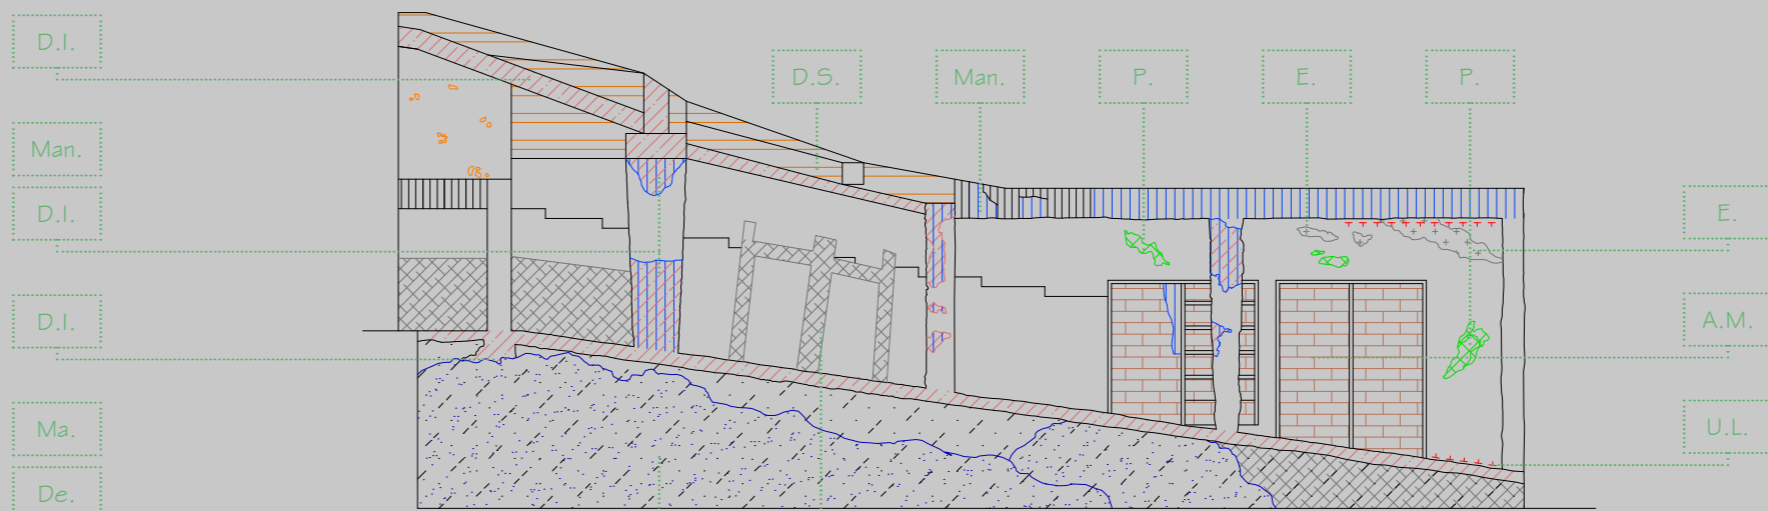 D.I.
Man.
D.I.
D.I.
Ma.
De.
D.S.
Man.
P.
E.
P.
E.
A.M.
U.L.